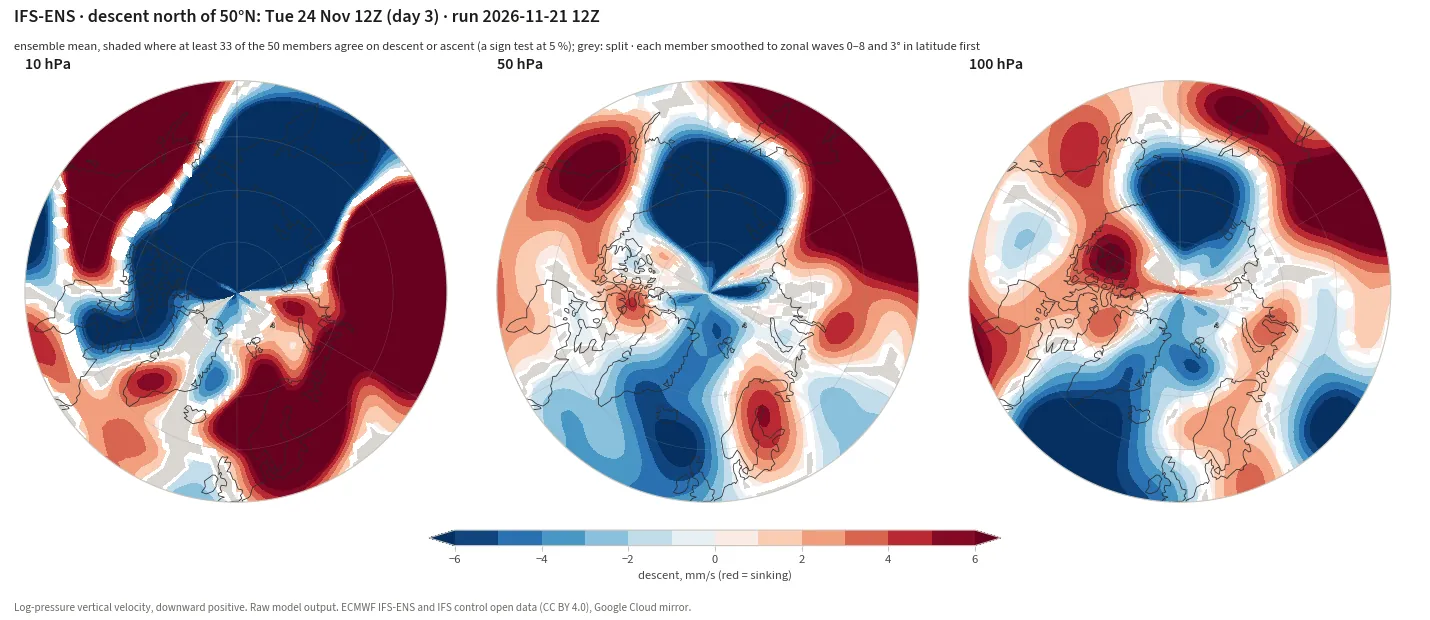 IFS-ENS · descent north of 50°N: Tue 24 Nov 12Z (day 3) · run 2026-11-21 12Z
ensemble mean, shaded where at least 33 of the 50 members agree on descent or ascent (a sign test at 5 %); grey: split · each member smoothed to zonal waves 0–8 and 3° in latitude first
10 hPa
50 hPa
100 hPa
−6 −4 −2 0 2 4 6
descent, mm/s (red = sinking)
Log-pressure vertical velocity, downward positive. Raw model output. ECMWF IFS-ENS and IFS control open data (CC BY 4.0), Google Cloud mirror.